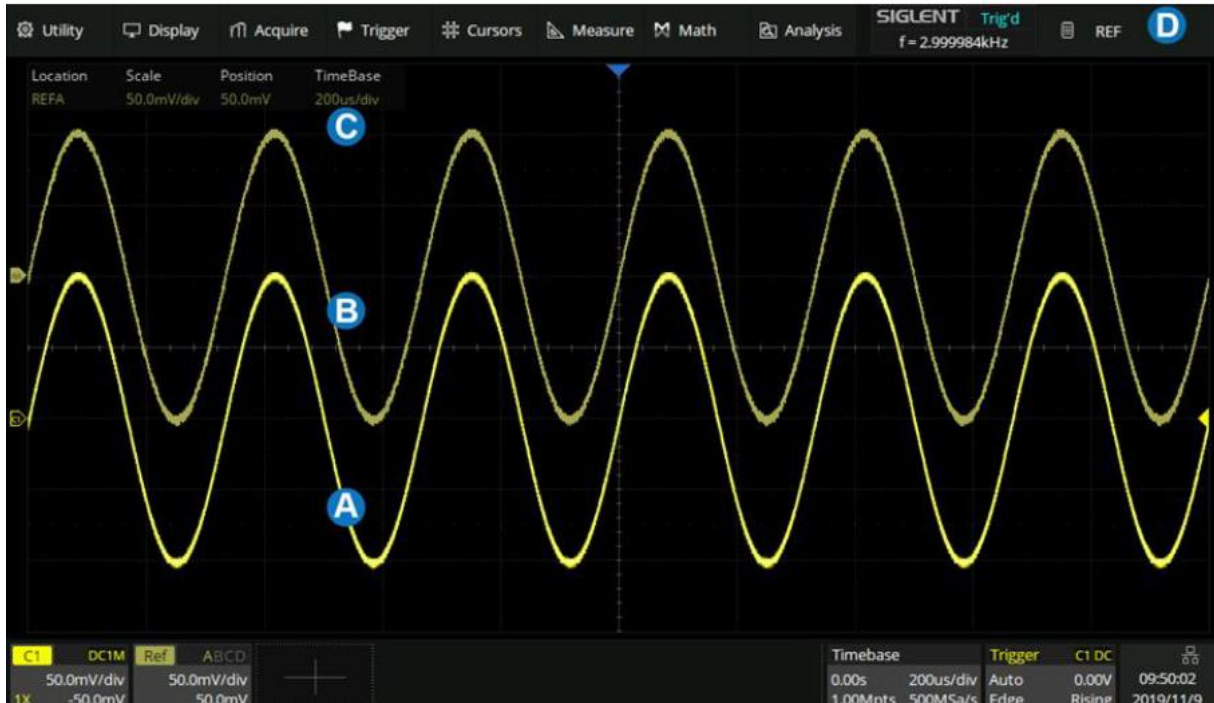 Utility Display Acquire Trigger Cursors Measure Math Analysis SIGLENT Trig'd
f = 2.999984kHz REF D
Location Scale Position TimeBase
REFA 50.0mV/div 50.0mV 200us/div
C
B
C1
A
C1 DC1M Ref ABCD Timebase Trigger C1 DC
50.0mV/div 50.0mV/div 0.00s 200us/div Auto 0.00V 09:50:02
1X -50.0mV 50.0mV 1.00Mpts 500MSa/s Edge Rising 2019/11/9